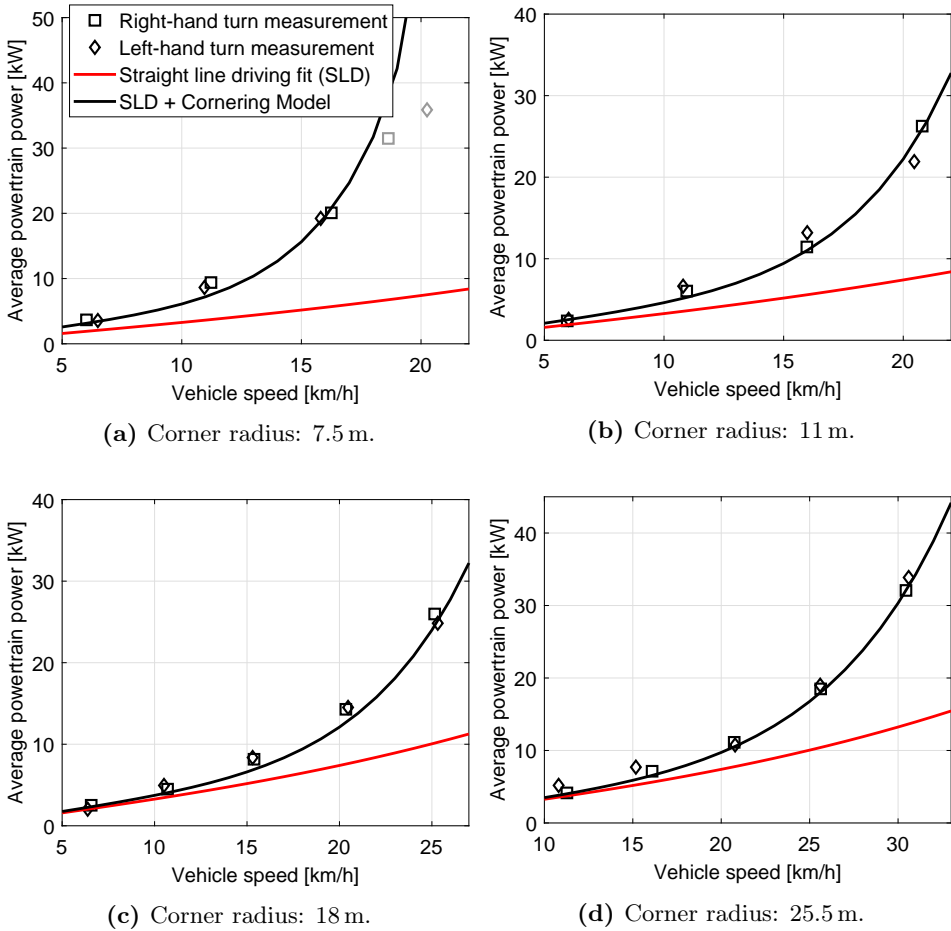 50
40
30
20
10
0
Average powertrain power [kW]
Right-hand turn measurement
Left-hand turn measurement
Straight line driving fit (SLD)
SLD + Cornering Model
5 10 15 20
Vehicle speed [km/h]
(a) Corner radius: 7.5 m.
40
30
20
10
0
Average powertrain power [kW]
5 10 15 20
Vehicle speed [km/h]
(b) Corner radius: 11 m.
40
30
20
10
0
Average powertrain power [kW]
5 10 15 20 25
Vehicle speed [km/h]
(c) Corner radius: 18 m.
40
30
20
10
0
Average powertrain power [kW]
10 15 20 25 30
Vehicle speed [km/h]
(d) Corner radius: 25.5 m.